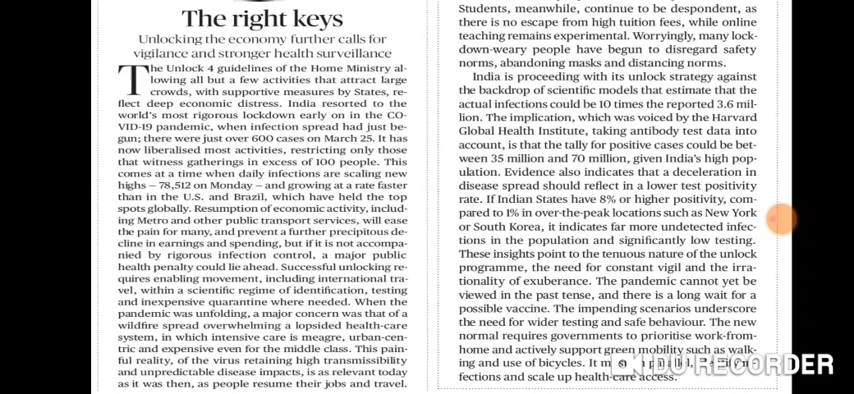 The right keys
Unlocking the economy further calls for
vigilance and stronger health surveillance
The Unlock 4 guidelines of the Home Ministry al-
lowing all but a few activities that attract large
crowds, with supportive measures by States, re-
flect deep economic distress. India resorted to the
world's most rigorous lockdown early on in the CO-
VID-19 pandemic, when infection spread had just be-
gun; there were just over 600 cases on March 25. It has
now liberalised most activities, restricting only those
that witness gatherings in excess of 100 people. This
comes at a time when daily infections are scaling new
highs — 78,512 on Monday — and growing at a rate faster
than in the U.S. and Brazil, which have held the top
spots globally. Resumption of economic activity, includ-
ing Metro and other public transport services, will ease
the pain for many, and prevent a further precipitous de-
cline in earnings and spending, but if it is not accompa-
nied by rigorous infection control, a major public
health penalty could lie ahead. Successful unlocking re-
quires enabling movement, including international tra-
vel, within a scientific regime of identification, testing
and inexpensive quarantine where needed. When the
pandemic was unfolding, a major concern was that of a
wildfire spread overwhelming a lopsided health-care
system, in which intensive care is meagre, urban-cen-
tric and expensive even for the middle class. This pain-
ful reality, of the virus retaining high transmissibility
and unpredictable disease impacts, is as relevant today
as it was then, as people resume their jobs and travel.
Students, meanwhile, continue to be despondent, as
there is no escape from high tuition fees, while online
teaching remains experimental. Worryingly, many lock-
down-weary people have begun to disregard safety
norms, abandoning masks and distancing norms.
India is proceeding with its unlock strategy against
the backdrop of scientific models that estimate that the
actual infections could be 10 times the reported 3.6 mil-
lion. The implication, which was voiced by the Harvard
Global Health Institute, taking antibody test data into
account, is that the tally for positive cases could be bet-
ween 35 million and 70 million, given India's high pop-
ulation. Evidence also indicates that a deceleration in
disease spread should reflect in a lower test positivity
rate. If Indian States have 8% or higher positivity, com-
pared to 1% in over-the-peak locations such as New York
or South Korea, it indicates far more undetected infec-
tions in the population and significantly low testing.
These insights point to the tenuous nature of the unlock
programme, the need for constant vigil and the irra-
tionality of exuberance. The pandemic cannot yet be
viewed in the past tense, and there is a long wait for a
possible vaccine. The impending scenarios underscore
the need for wider testing and safe behaviour. The new
normal requires governments to prioritise work-from-
home and actively support green mobility such as walk-
ing and use of bicycles. It
fections and scale up health-care access.
DU RECORDER